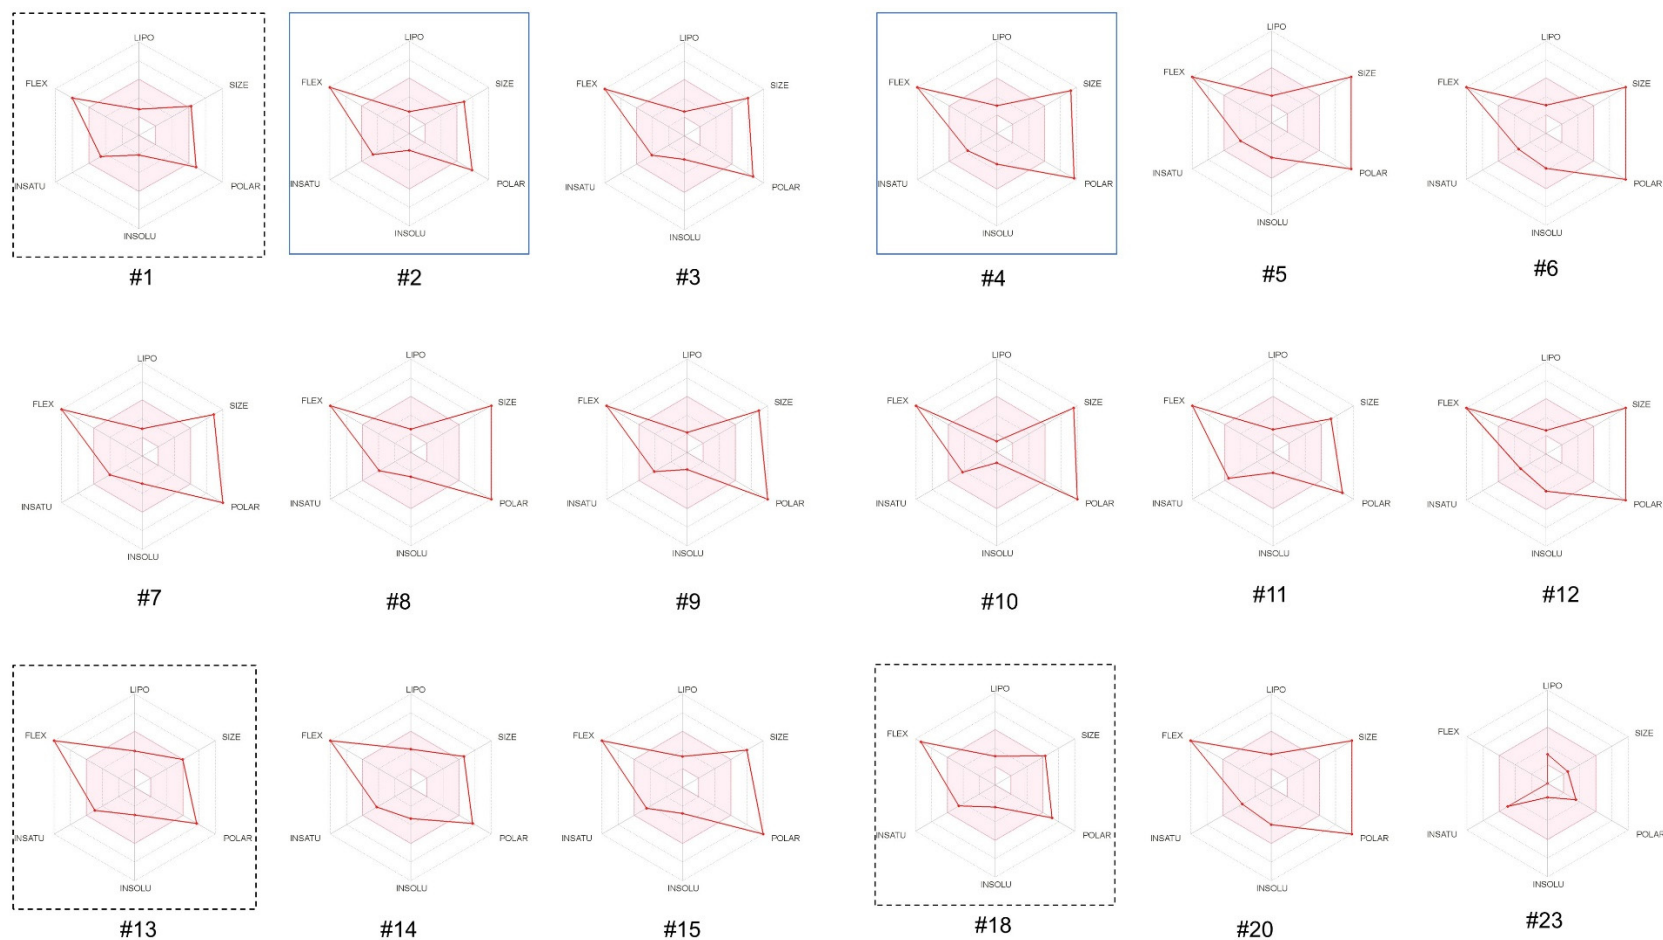 LIPO
FLEX SIZE
INSATU POLAR
INSOLU
#1
LIPO
FLEX SIZE
INSATU POLAR
INSOLU
#2
LIPO
FLEX SIZE
INSATU POLAR
INSOLU
#3
LIPO
FLEX SIZE
INSATU POLAR
INSOLU
#4
LIPO
FLEX SIZE
INSATU POLAR
INSOLU
#5
LIPO
FLEX SIZE
INSATU POLAR
INSOLU
#6
LIPO
FLEX SIZE
INSATU POLAR
INSOLU
#7
LIPO
FLEX SIZE
INSATU POLAR
INSOLU
#8
LIPO
FLEX SIZE
INSATU POLAR
INSOLU
#9
LIPO
FLEX SIZE
INSATU POLAR
INSOLU
#10
LIPO
FLEX SIZE
INSATU POLAR
INSOLU
#11
LIPO
FLEX SIZE
INSATU POLAR
INSOLU
#12
LIPO
FLEX SIZE
INSATU POLAR
INSOLU
#13
LIPO
FLEX SIZE
INSATU POLAR
INSOLU
#14
LIPO
FLEX SIZE
INSATU POLAR
INSOLU
#15
LIPO
FLEX SIZE
INSATU POLAR
INSOLU
#18
LIPO
FLEX SIZE
INSATU POLAR
INSOLU
#20
LIPO
FLEX SIZE
INSATU POLAR
INSOLU
#23